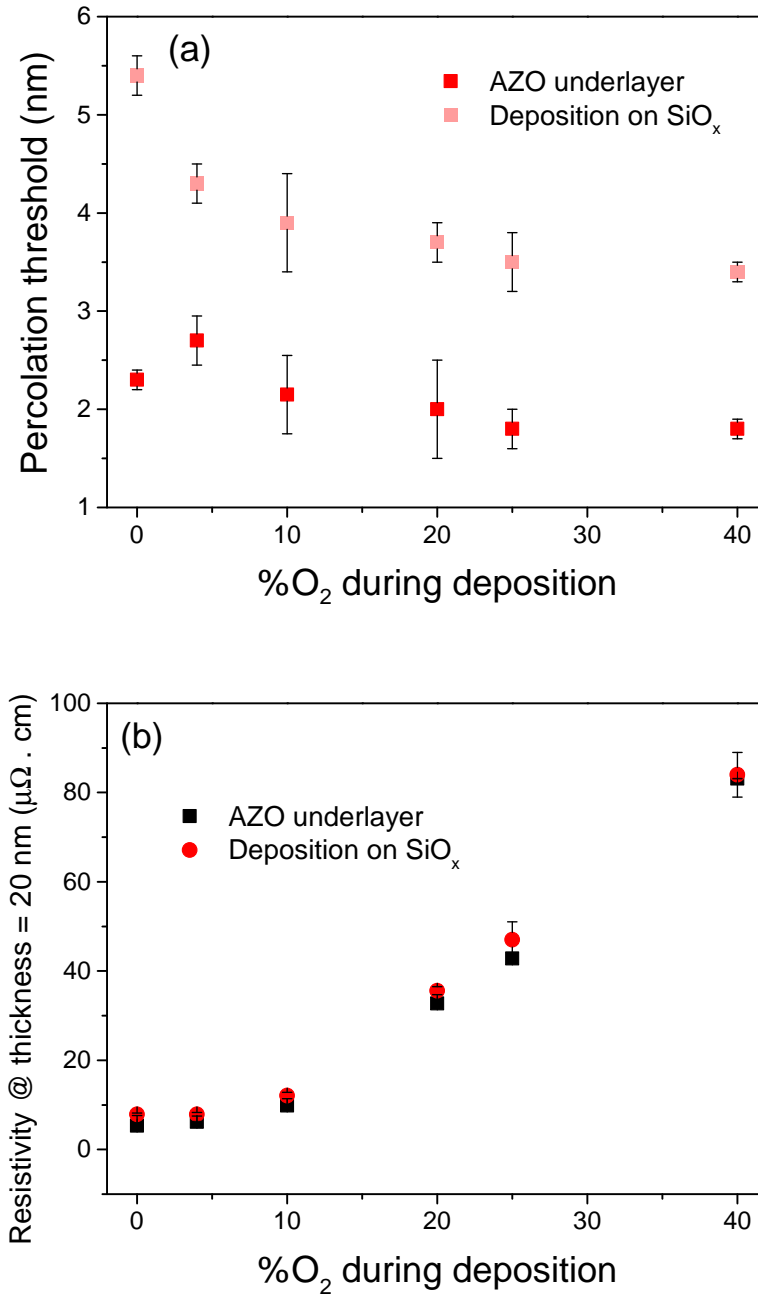 (a)
AZO underlayer
Deposition on SiOₓ
Percolation threshold (nm)
6
5
4
3
2
1
0 10 20 30 40
%O₂ during deposition
(b)
AZO underlayer
Deposition on SiOₓ
Resistivity @ thickness = 20 nm (μΩ . cm)
100
80
60
40
20
0
0 10 20 30 40
%O₂ during deposition